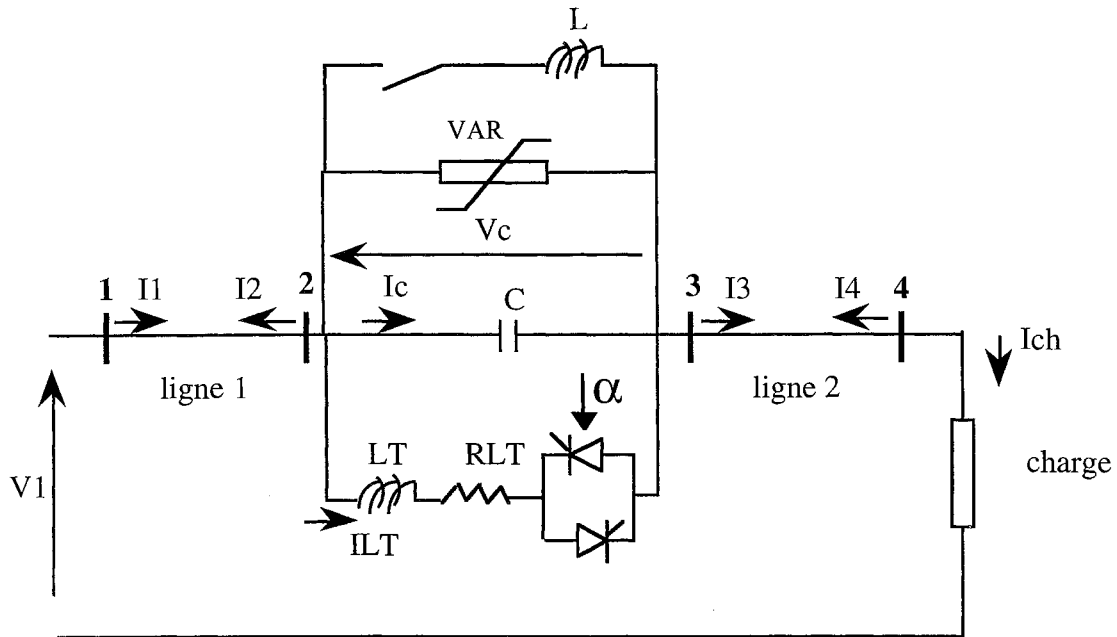 L
VAR
Vc
1 I1 I2 2 Ic C 3 I3 I4 4
Ich
ligne 1 ligne 2
α
LT RLT
V1
charge
ILT